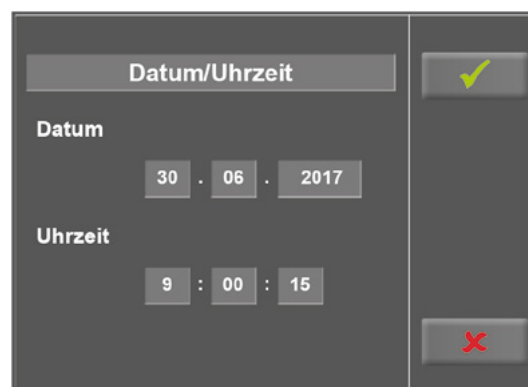 Datum/Uhrzeit
Datum
30 . 06 . 2017
Uhrzeit
9 : 00 : 15